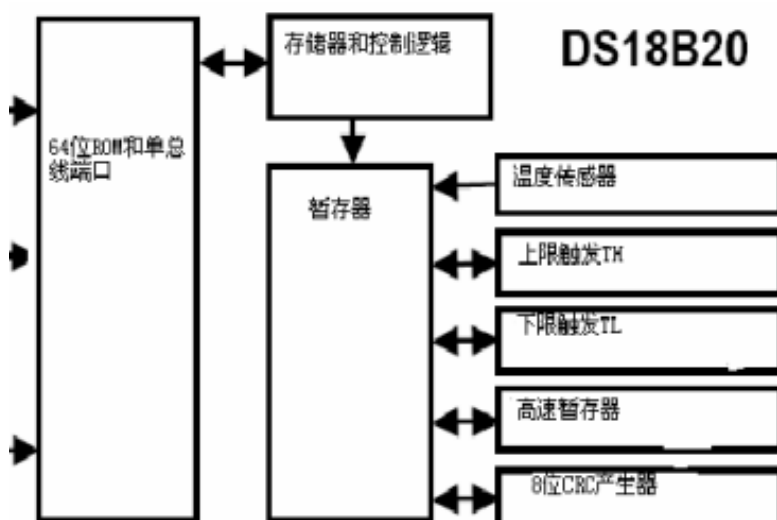 存储器和控制逻辑
DS18B20
64位ROM和单总
线端口
温度传感器
暂存器
上限触发TH
下限触发TL
高速暂存器
8位CRC产生器